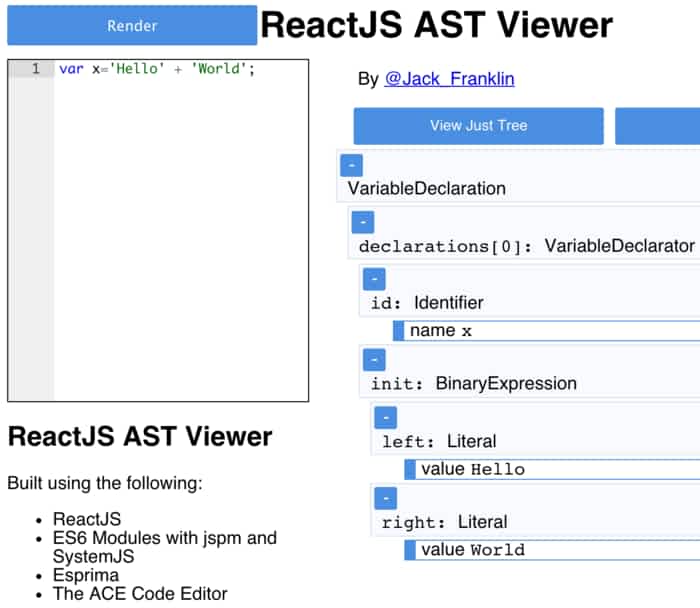 Render
ReactJS AST Viewer
1 var x='Hello' + 'World';
By @Jack_Franklin
View Just Tree
-
VariableDeclaration
-
declarations[0]: VariableDeclarator
-
id: Identifier
name x
-
init: BinaryExpression
-
left: Literal
value Hello
-
right: Literal
value World
ReactJS AST Viewer
Built using the following:
• ReactJS
• ES6 Modules with jspm and
SystemJS
• Esprima
• The ACE Code Editor